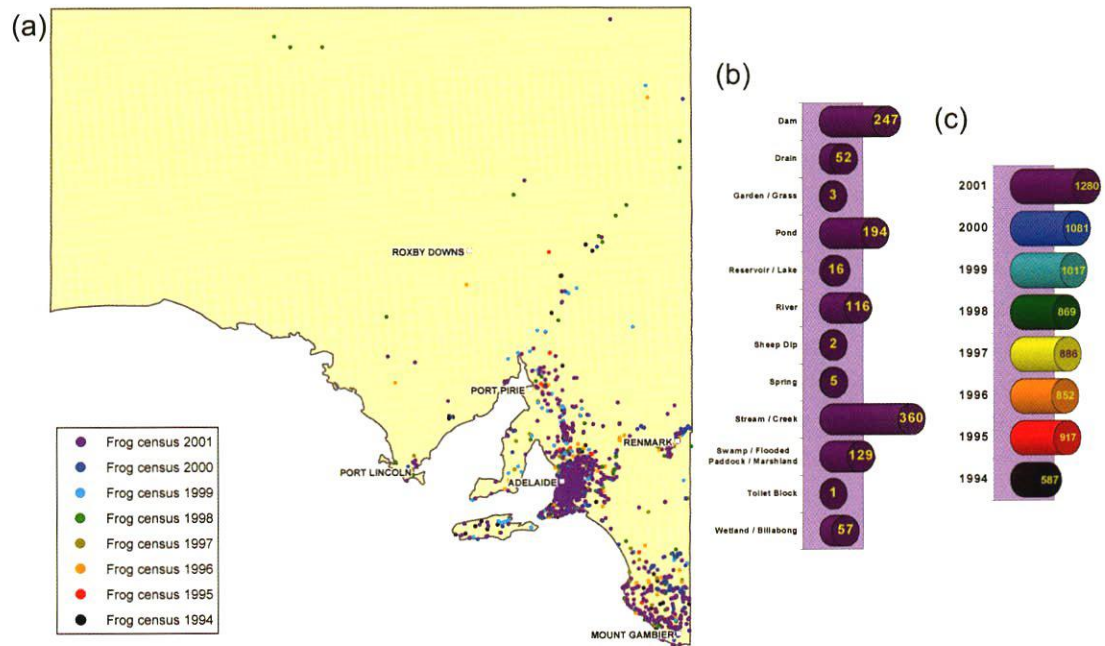 (a)
ROXBY DOWNS
PORT PIRIE
RENMARK
PORT LINCOLN
ADELAIDE
MOUNT GAMBIER
Frog census 2001
Frog census 2000
Frog census 1999
Frog census 1998
Frog census 1997
Frog census 1996
Frog census 1995
Frog census 1994
(b)
Dam 247
Drain 52
Garden / Grass 3
Pond 194
Reservoir / Lake 16
River 116
Sheep Dip 2
Spring 5
Stream / Creek 360
Swamp / Flooded
Paddock / Marshland 129
Toilet Block 1
Wetland / Billabong 57
(c)
2001 1280
2000 1081
1999 1017
1998 869
1997 886
1996 852
1995 917
1994 587